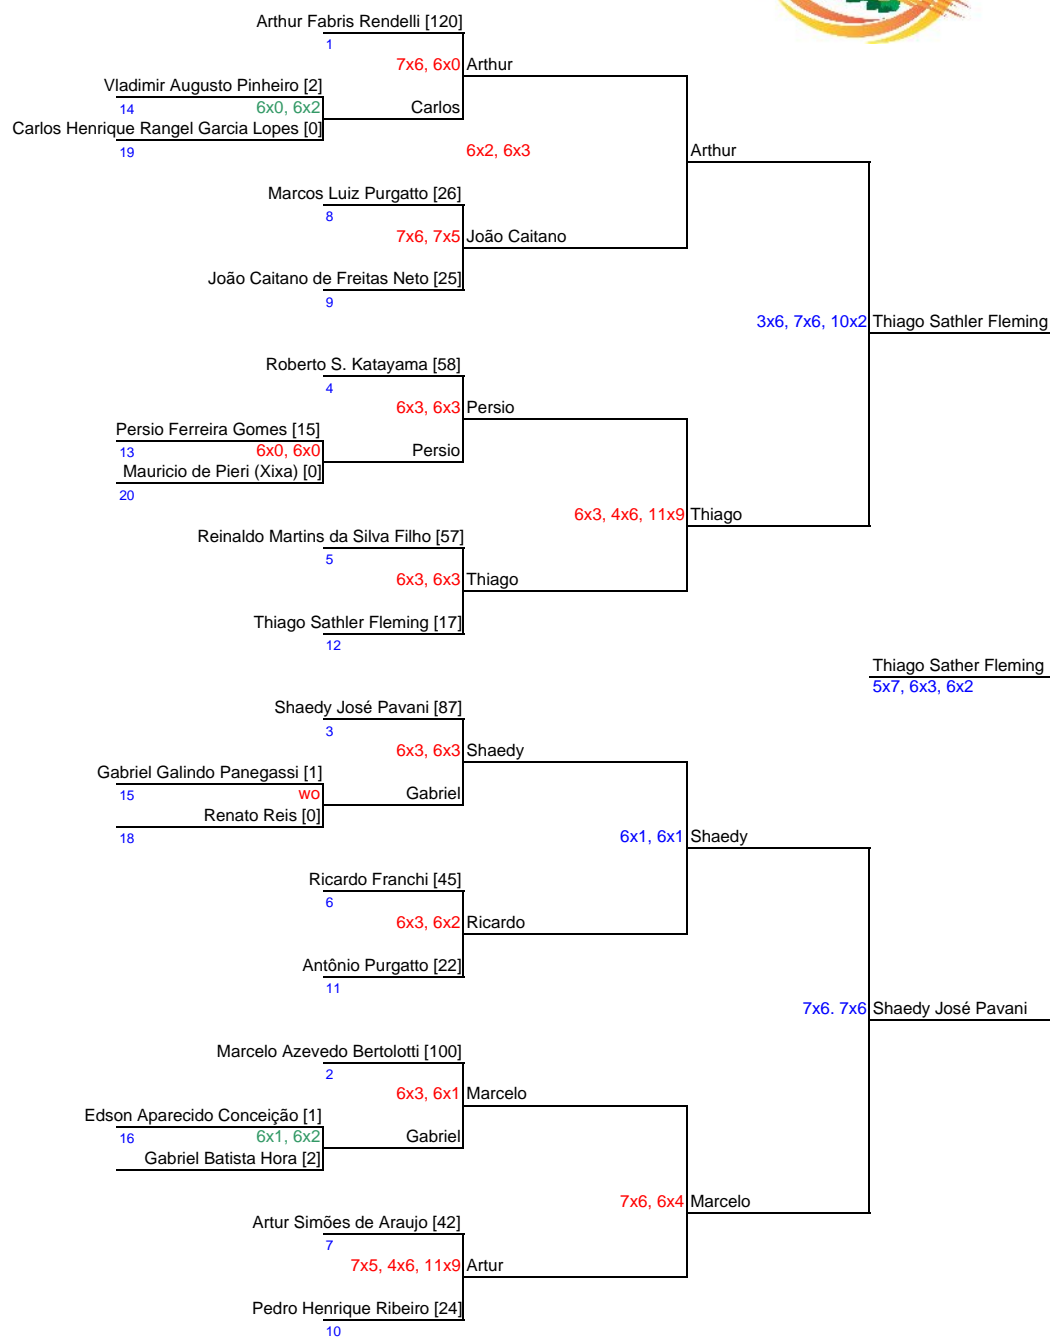 Arthur Fabris Rendelli [120]
1
7x6, 6x0 Arthur
Vladimir Augusto Pinheiro [2]
14 6x0, 6x2 Carlos
Carlos Henrique Rangel Garcia Lopes [0]
19
6x2, 6x3 Arthur
Marcos Luiz Purgatto [26]
8
7x6, 7x5 João Caitano
João Caitano de Freitas Neto [25]
9
3x6, 7x6, 10x2 Thiago Sathler Fleming
Roberto S. Katayama [58]
4
6x3, 6x3 Persio
Persio Ferreira Gomes [15]
13 6x0, 6x0 Persio
Mauricio de Pieri (Xixa) [0]
20
6x3, 4x6, 11x9 Thiago
Reinaldo Martins da Silva Filho [57]
5
6x3, 6x3 Thiago
Thiago Sathler Fleming [17]
12
Thiago Sather Fleming
5x7, 6x3, 6x2
Shaedy José Pavani [87]
3
6x3, 6x3 Shaedy
Gabriel Galindo Panegassi [1]
15 wo Gabriel
Renato Reis [0]
18
6x1, 6x1 Shaedy
Ricardo Franchi [45]
6
6x3, 6x2 Ricardo
Antônio Purgatto [22]
11
7x6. 7x6 Shaedy José Pavani
Marcelo Azevedo Bertolotti [100]
2
6x3, 6x1 Marcelo
Edson Aparecido Conceição [1]
16 6x1, 6x2 Gabriel
Gabriel Batista Hora [2]
7x6, 6x4 Marcelo
Artur Simões de Araujo [42]
7
7x5, 4x6, 11x9 Artur
Pedro Henrique Ribeiro [24]
10